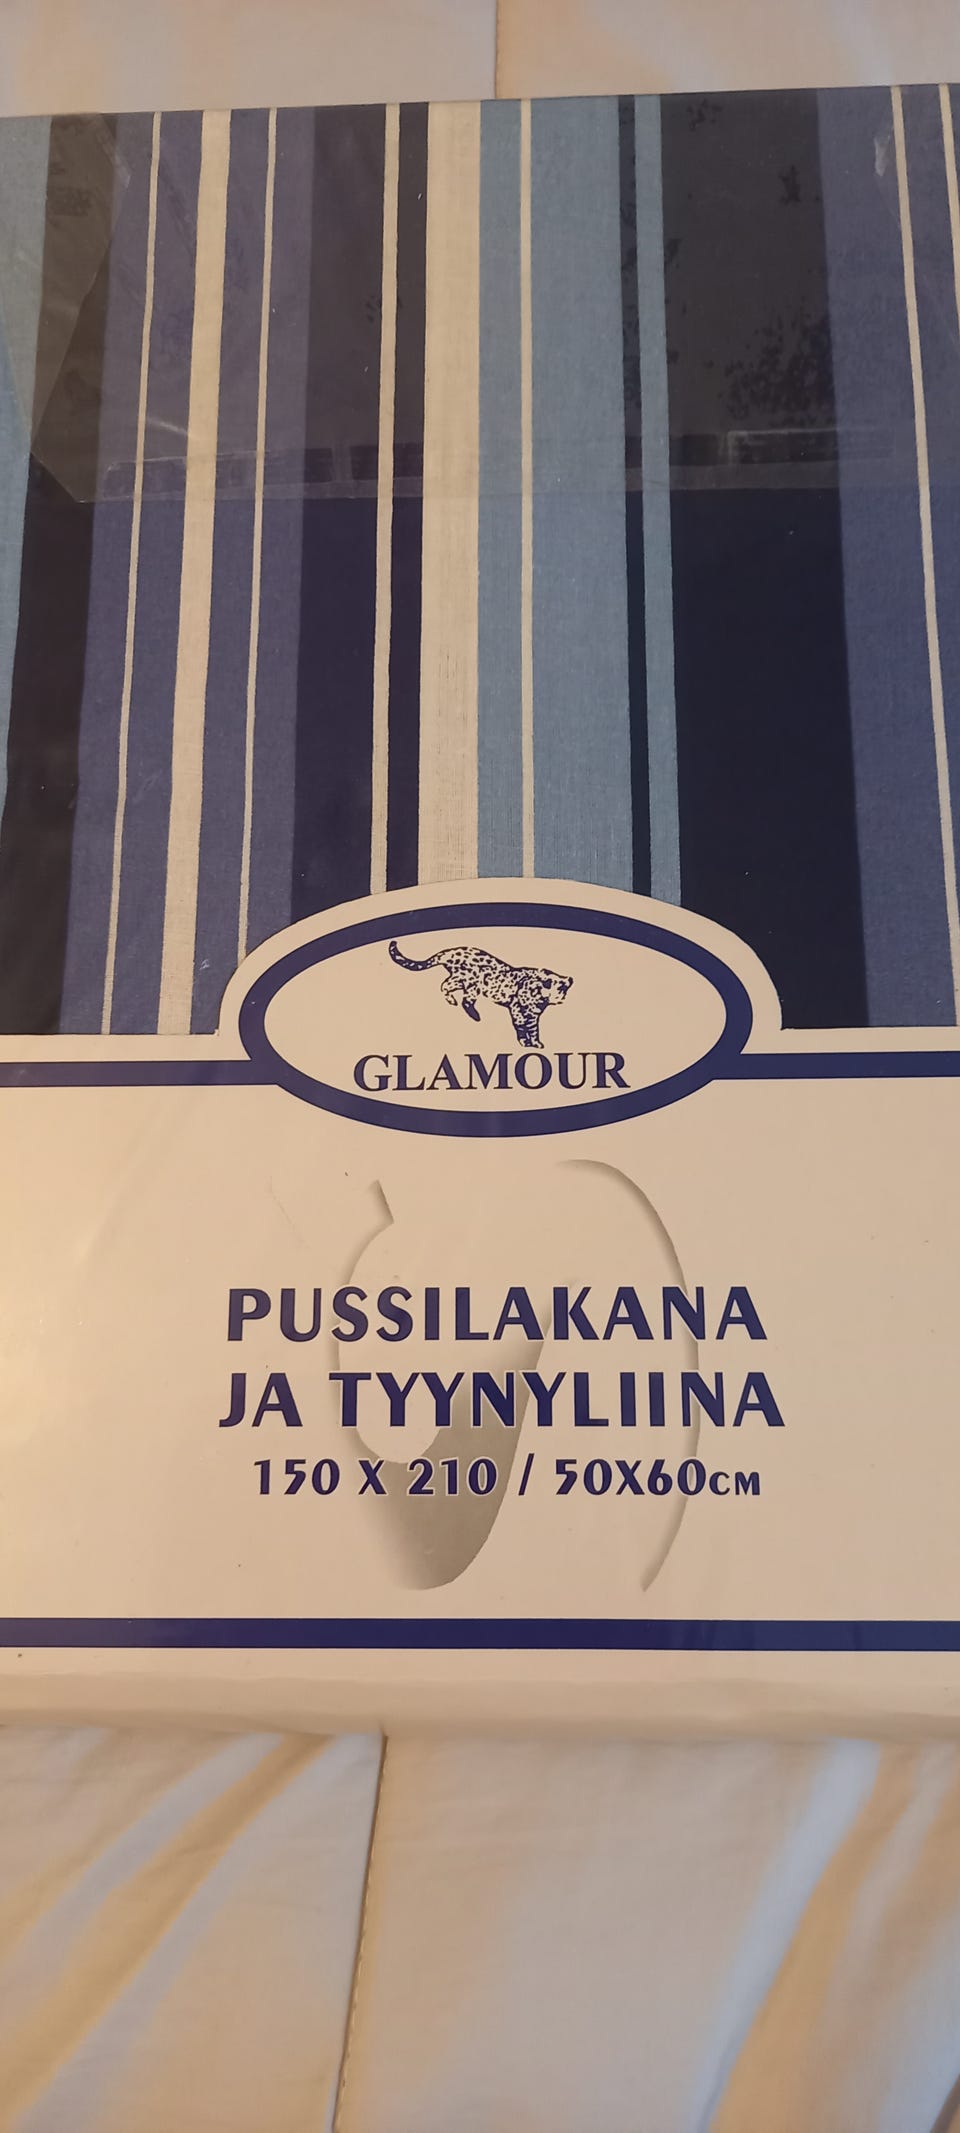 GLAMOUR
PUSSILAKANA
JA TYYNYLIINA
150 X 210 / 50X60CM